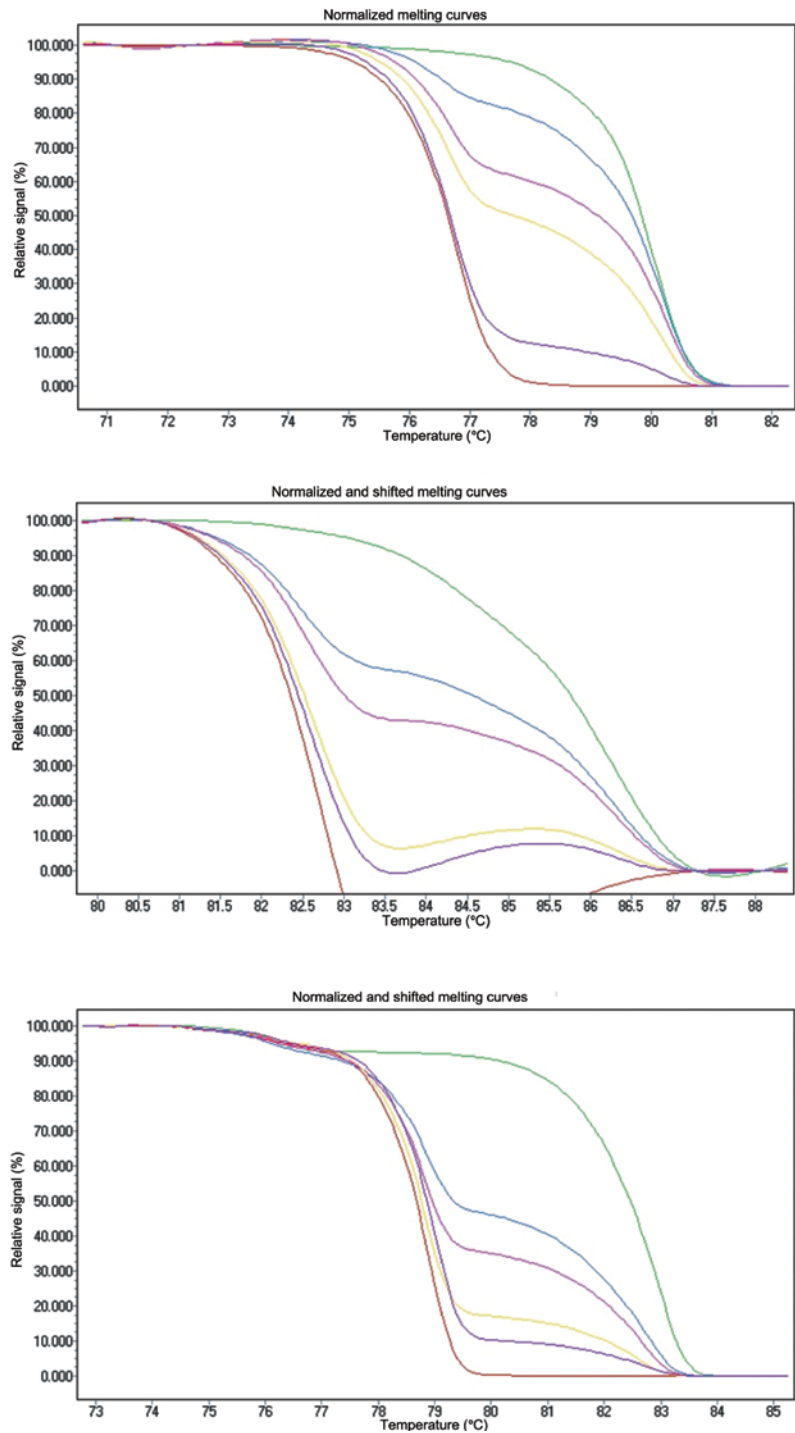 Normalized melting curves
Relative signal (%)
100.000
90.000
80.000
70.000
60.000
50.000
40.000
30.000
20.000
10.000
0.000
71 72 73 74 75 76 77 78 79 80 81 82
Temperature (°C)
Normalized and shifted melting curves
Relative signal (%)
100.000
90.000
80.000
70.000
60.000
50.000
40.000
30.000
20.000
10.000
0.000
80 80.5 81 81.5 82 82.5 83 83.5 84 84.5 85 85.5 86 86.5 87 87.5 88
Temperature (°C)
Normalized and shifted melting curves
Relative signal (%)
100.000
90.000
80.000
70.000
60.000
50.000
40.000
30.000
20.000
10.000
0.000
73 74 75 76 77 78 79 80 81 82 83 84 85
Temperature (°C)